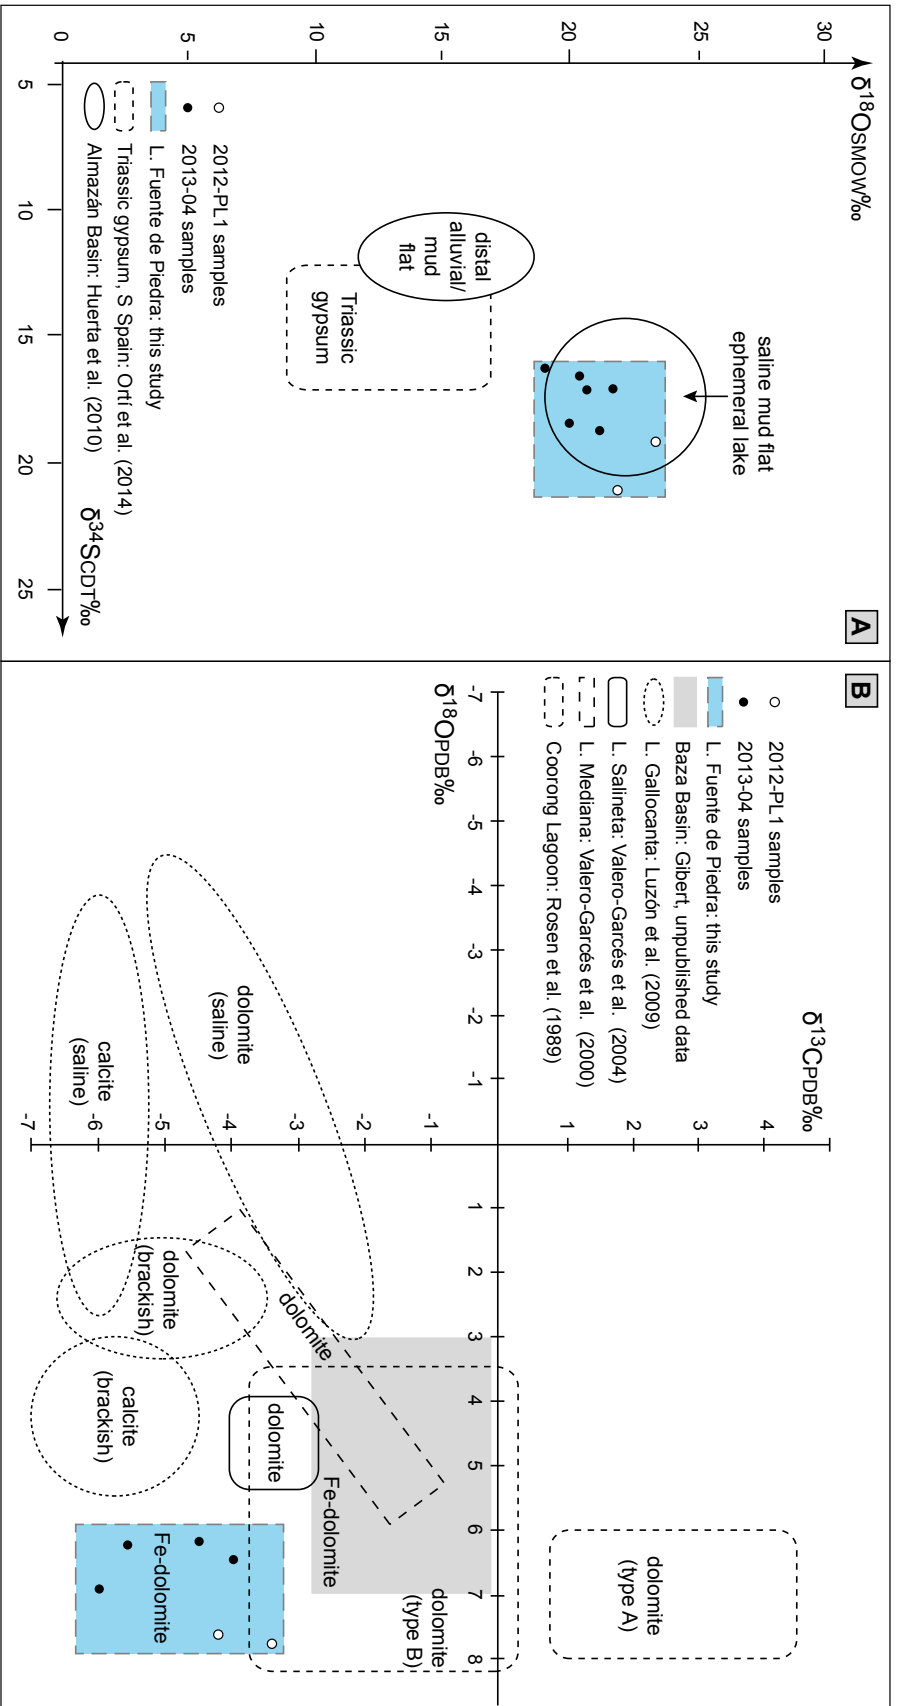 A
δ18OSMOW‰
30
25
20
15
10
5
0
5
10
15
20
25
δ34SCDT‰
saline mud flat
ephemeral lake
distal
alluvial/
mud
flat
Triassic
gypsum
2012-PL1 samples
2013-04 samples
L. Fuente de Piedra: this study
Triassic gypsum, S Spain: Ortí et al. (2014)
Almazán Basin: Huerta et al. (2010)
B
δ13CPDB‰
2012-PL1 samples
2013-04 samples
L. Fuente de Piedra: this study
Baza Basin: Gibert, unpublished data
L. Gallocanta: Luzón et al. (2009)
L. Salineta: Valero-Garcés et al. (2004)
L. Mediana: Valero-Garcés et al. (2000)
Coorong Lagoon: Rosen et al. (1989)
4
3
2
1
-1
-2
-3
-4
-5
-6
-7
-7
-6
-5
-4
-3
-2
-1
1
2
3
4
5
6
7
8
δ18OPDB‰
dolomite
(type A)
dolomite
(type B)
Fe-dolomite
dolomite
dolomite
dolomite
(saline)
calcite
(saline)
dolomite
(brackish)
calcite
(brackish)
Fe-dolomite